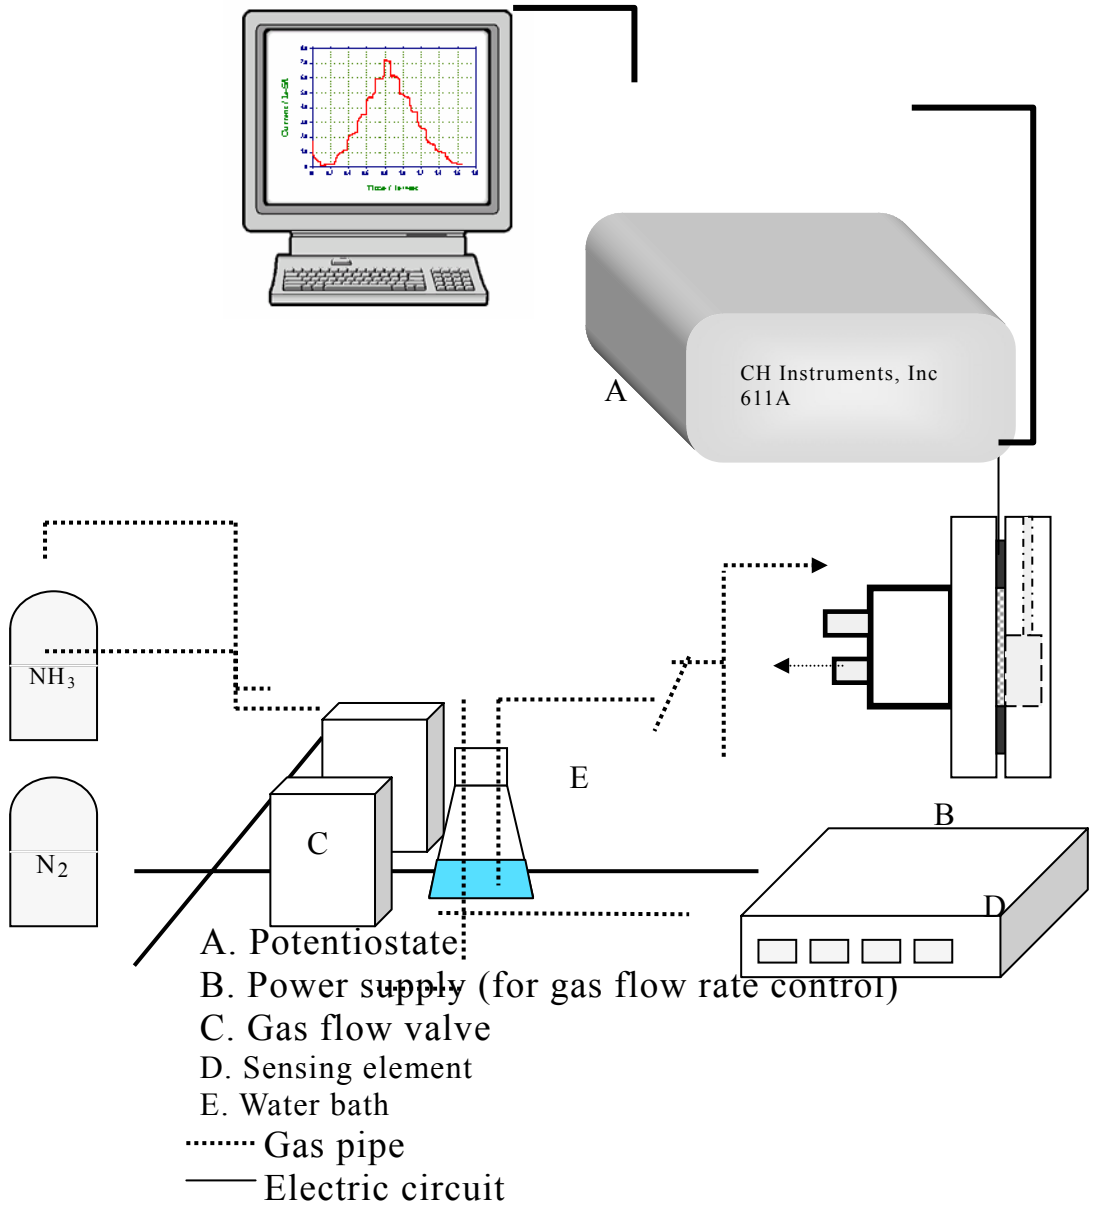 CH Instruments, Inc
611A
A
NH3
E
B
C
N2
D
A. Potentiostate
B. Power supply (for gas flow rate control)
C. Gas flow valve
D. Sensing element
E. Water bath
Gas pipe
Electric circuit